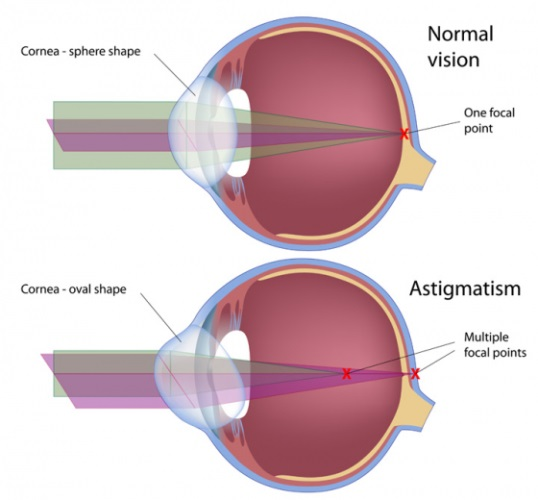 Normal
vision
Cornea - sphere shape
One focal
point
X
Cornea - oval shape
Astigmatism
Multiple
focal points
X
X